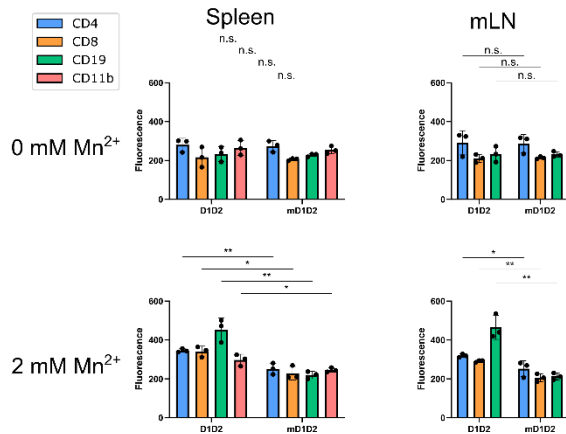 CD4
CD8
CD19
CD11b
Spleen
mLN
n.s.
n.s.
n.s.
n.s.
n.s.
n.s.
n.s.
0 mM Mn²⁺
Fluorescence
600
400
200
0
D1D2
mD1D2
Fluorescence
600
400
200
0
D1D2
mD1D2
**
*
**
*
*
**
**
2 mM Mn²⁺
Fluorescence
600
400
200
0
D1D2
mD1D2
Fluorescence
600
400
200
0
D1D2
mD1D2